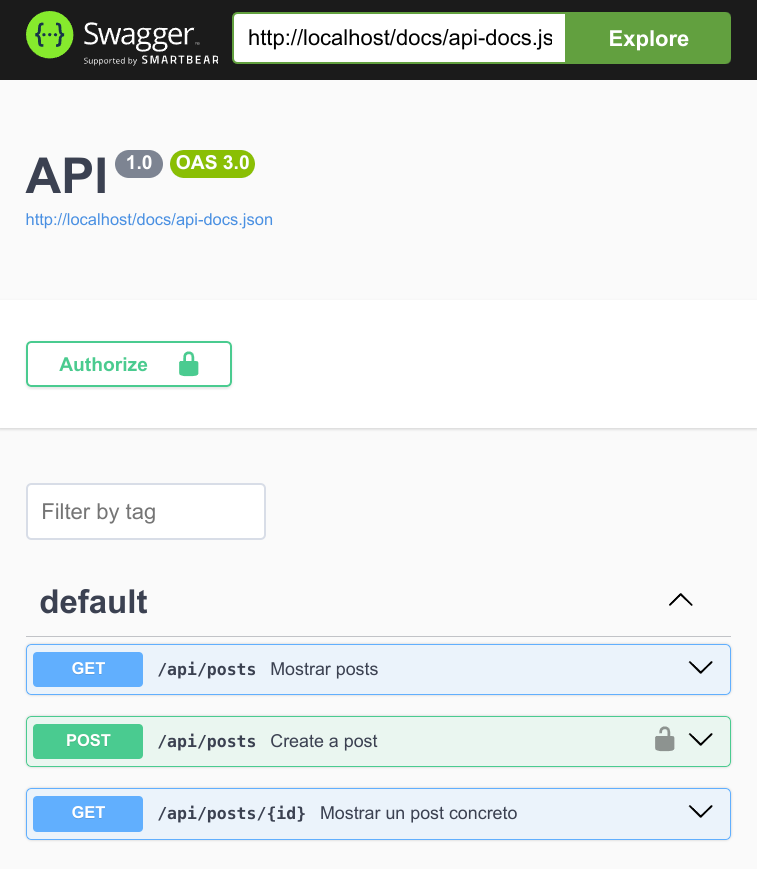 Swagger™
Supported by SMARTBEAR
http://localhost/docs/api-docs.js
Explore
API 1.0 OAS 3.0
http://localhost/docs/api-docs.json
Authorize
Filter by tag
default
GET /api/posts Mostrar posts
POST /api/posts Create a post
GET /api/posts/{id} Mostrar un post concreto